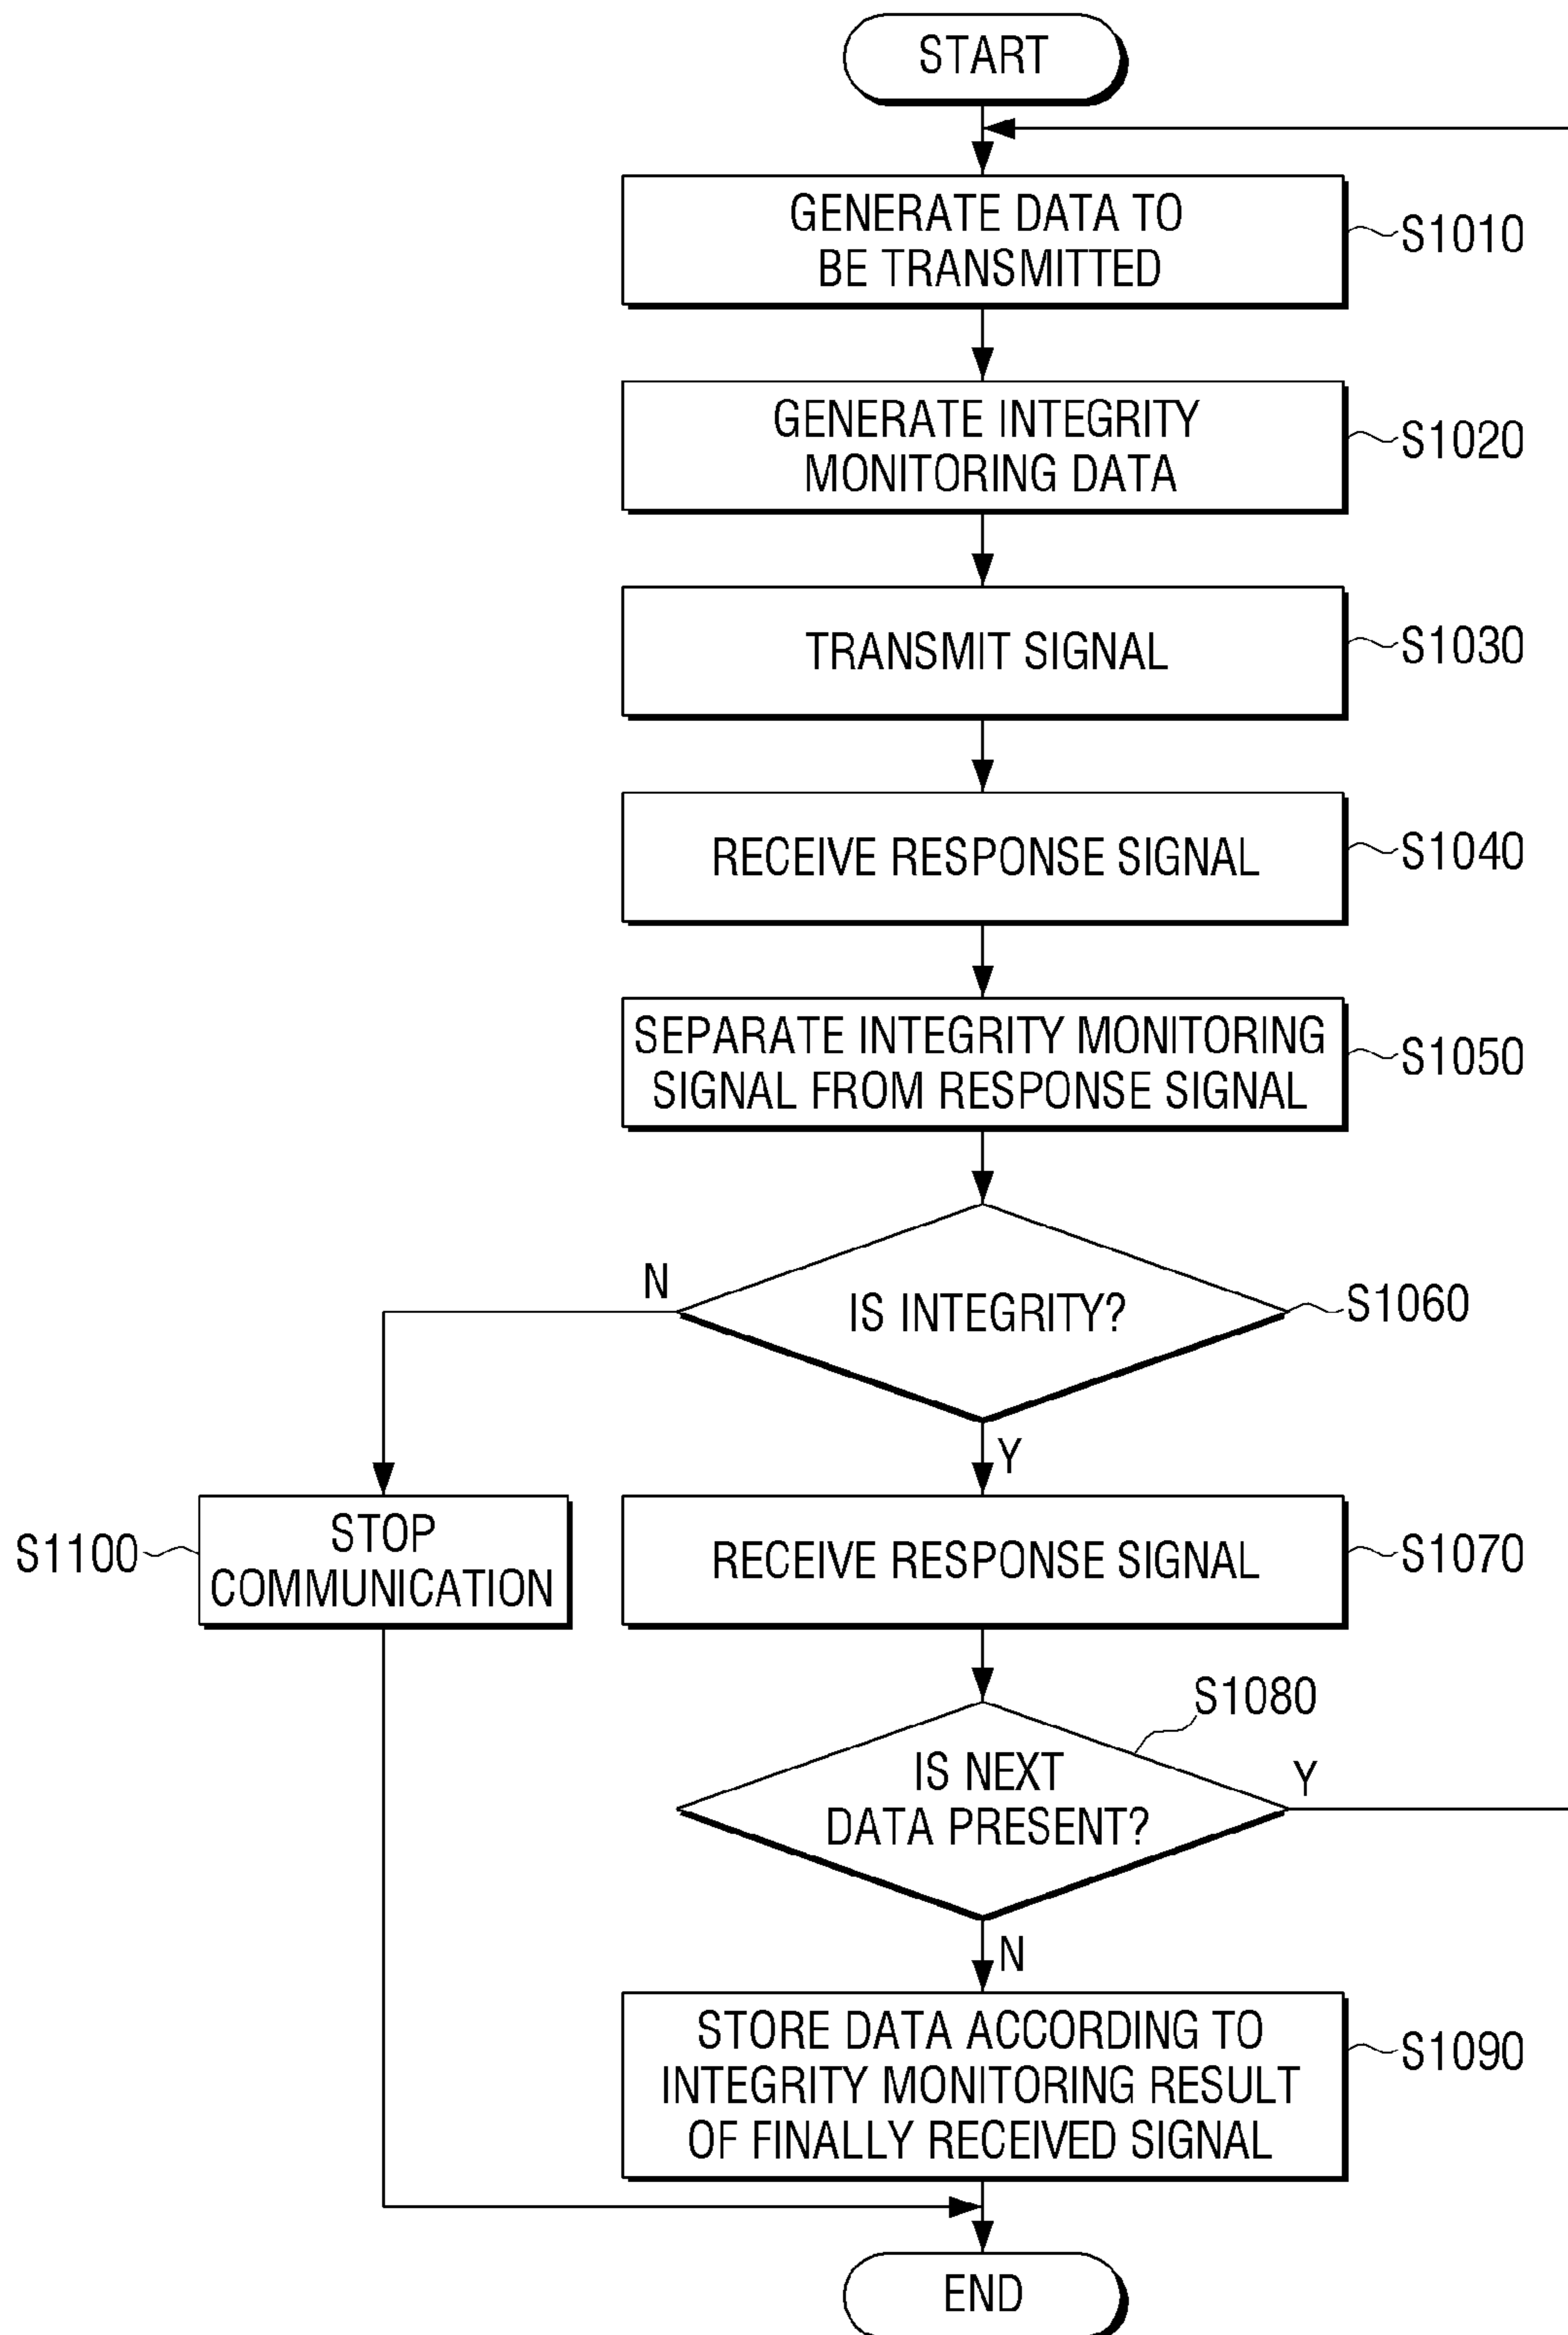 START
GENERATE DATA TO
BE TRANSMITTED
S1010
GENERATE INTEGRITY
MONITORING DATA
S1020
TRANSMIT SIGNAL
S1030
RECEIVE RESPONSE SIGNAL
S1040
SEPARATE INTEGRITY MONITORING
SIGNAL FROM RESPONSE SIGNAL
S1050
N
IS INTEGRITY?
S1060
Y
S1100
STOP
COMMUNICATION
RECEIVE RESPONSE SIGNAL
S1070
S1080
IS NEXT
DATA PRESENT?
Y
N
STORE DATA ACCORDING TO
INTEGRITY MONITORING RESULT
OF FINALLY RECEIVED SIGNAL
S1090
END